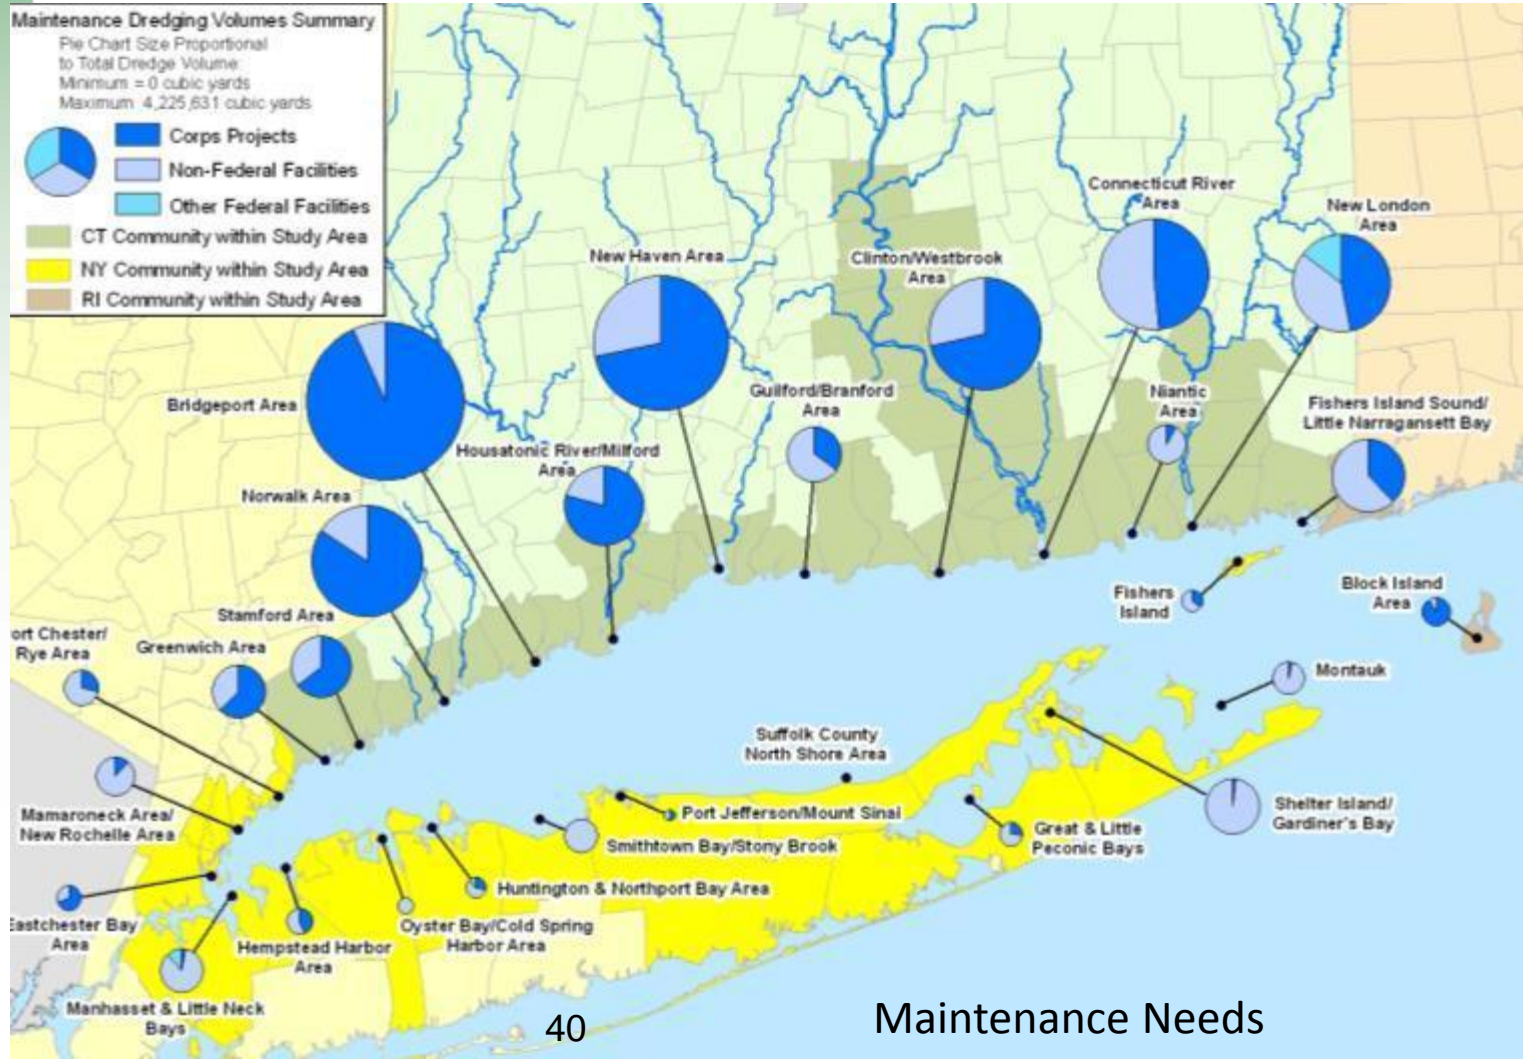 Maintenance Dredging Volumes Summary
Pie Chart Size Proportional
to Total Dredge Volume:
Minimum = 0 cubic yards
Maximum 4,225,631 cubic yards
Corps Projects
Non-Federal Facilities
Other Federal Facilities
CT Community within Study Area
NY Community within Study Area
RI Community within Study Area
Connecticut River
Area
New London
Area
New Haven Area
Clinton/Westbrook
Area
Guilford/Branford
Area
Niantic
Area
Fishers Island Sound/
Little Narragansett Bay
Bridgeport Area
Housatonic River/Milford
Area
Norwalk Area
Stamford Area
Greenwich Area
ort Chester/
Rye Area
Fishers
Island
Block Island
Area
Montauk
Suffolk County
North Shore Area
Shelter Island/
Gardiner's Bay
Mamaroneck Area/
New Rochelle Area
Port Jefferson/Mount Sinai
Great & Little
Peconic Bays
Smithtown Bay/Stony Brook
Huntington & Northport Bay Area
Eastchester Bay
Area
Oyster Bay/Cold Spring
Harbor Area
Hempstead Harbor
Area
Manhasset & Little Neck
Bays
40
Maintenance Needs